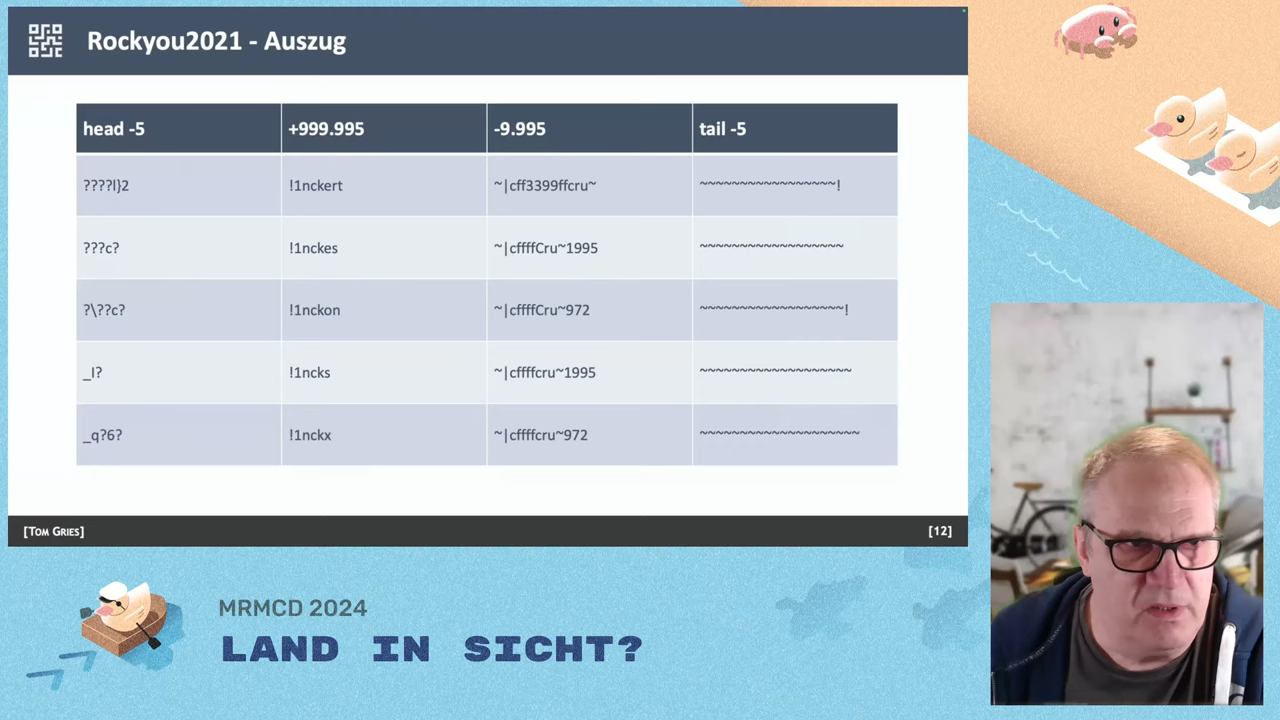 Rockyou2021 - Auszug
head -5 +999.995 -9.995 tail -5
????l}2 !1nckert ~|cff3399ffcru~ ~~~~~~~~~~~~~~~~~!
???c? !1nckes ~|cffffCru~1995 ~~~~~~~~~~~~~~~~~~
?\??c? !1nckon ~|cffffCru~972 ~~~~~~~~~~~~~~~~~~!
_I? !1ncks ~|cffffcru~1995 ~~~~~~~~~~~~~~~~~~~
_q?6? !1nckx ~|cffffcru~972 ~~~~~~~~~~~~~~~~~~~~
[TOM GRIES] [12]
MRMCD 2024
LAND IN SICHT?